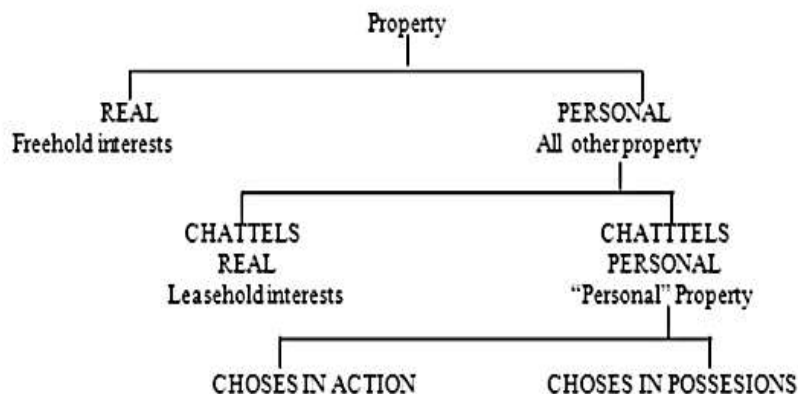 Property
REAL
Freehold interests
PERSONAL
All other property
CHATTELS
REAL
Leasehold interests
CHATTTELS
PERSONAL
“Personal” Property
CHOSES IN ACTION
CHOSES IN POSSESIONS